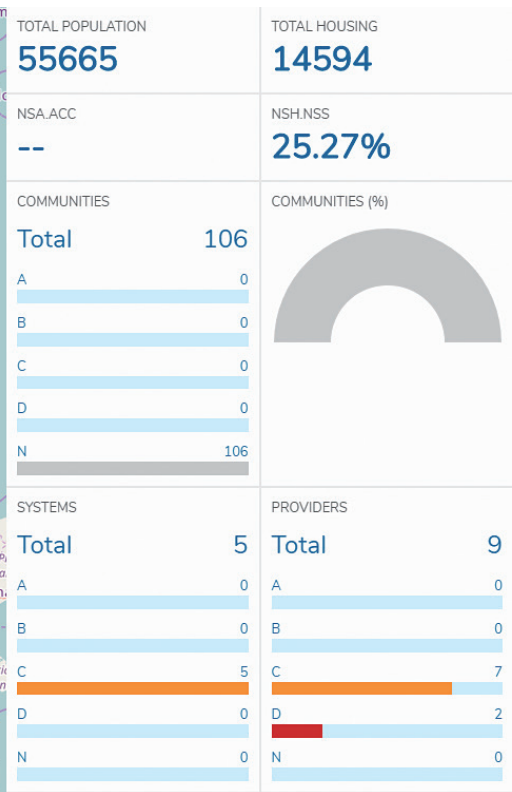 TOTAL POPULATION
55665
TOTAL HOUSING
14594
NSA.ACC
--
NSH.NSS
25.27%
COMMUNITIES
Total 106
A 0
B 0
C 0
D 0
N 106
COMMUNITIES (%)
SYSTEMS
Total 5
A 0
B 0
C 5
D 0
N 0
PROVIDERS
Total 9
A 0
B 0
C 7
D 2
N 0